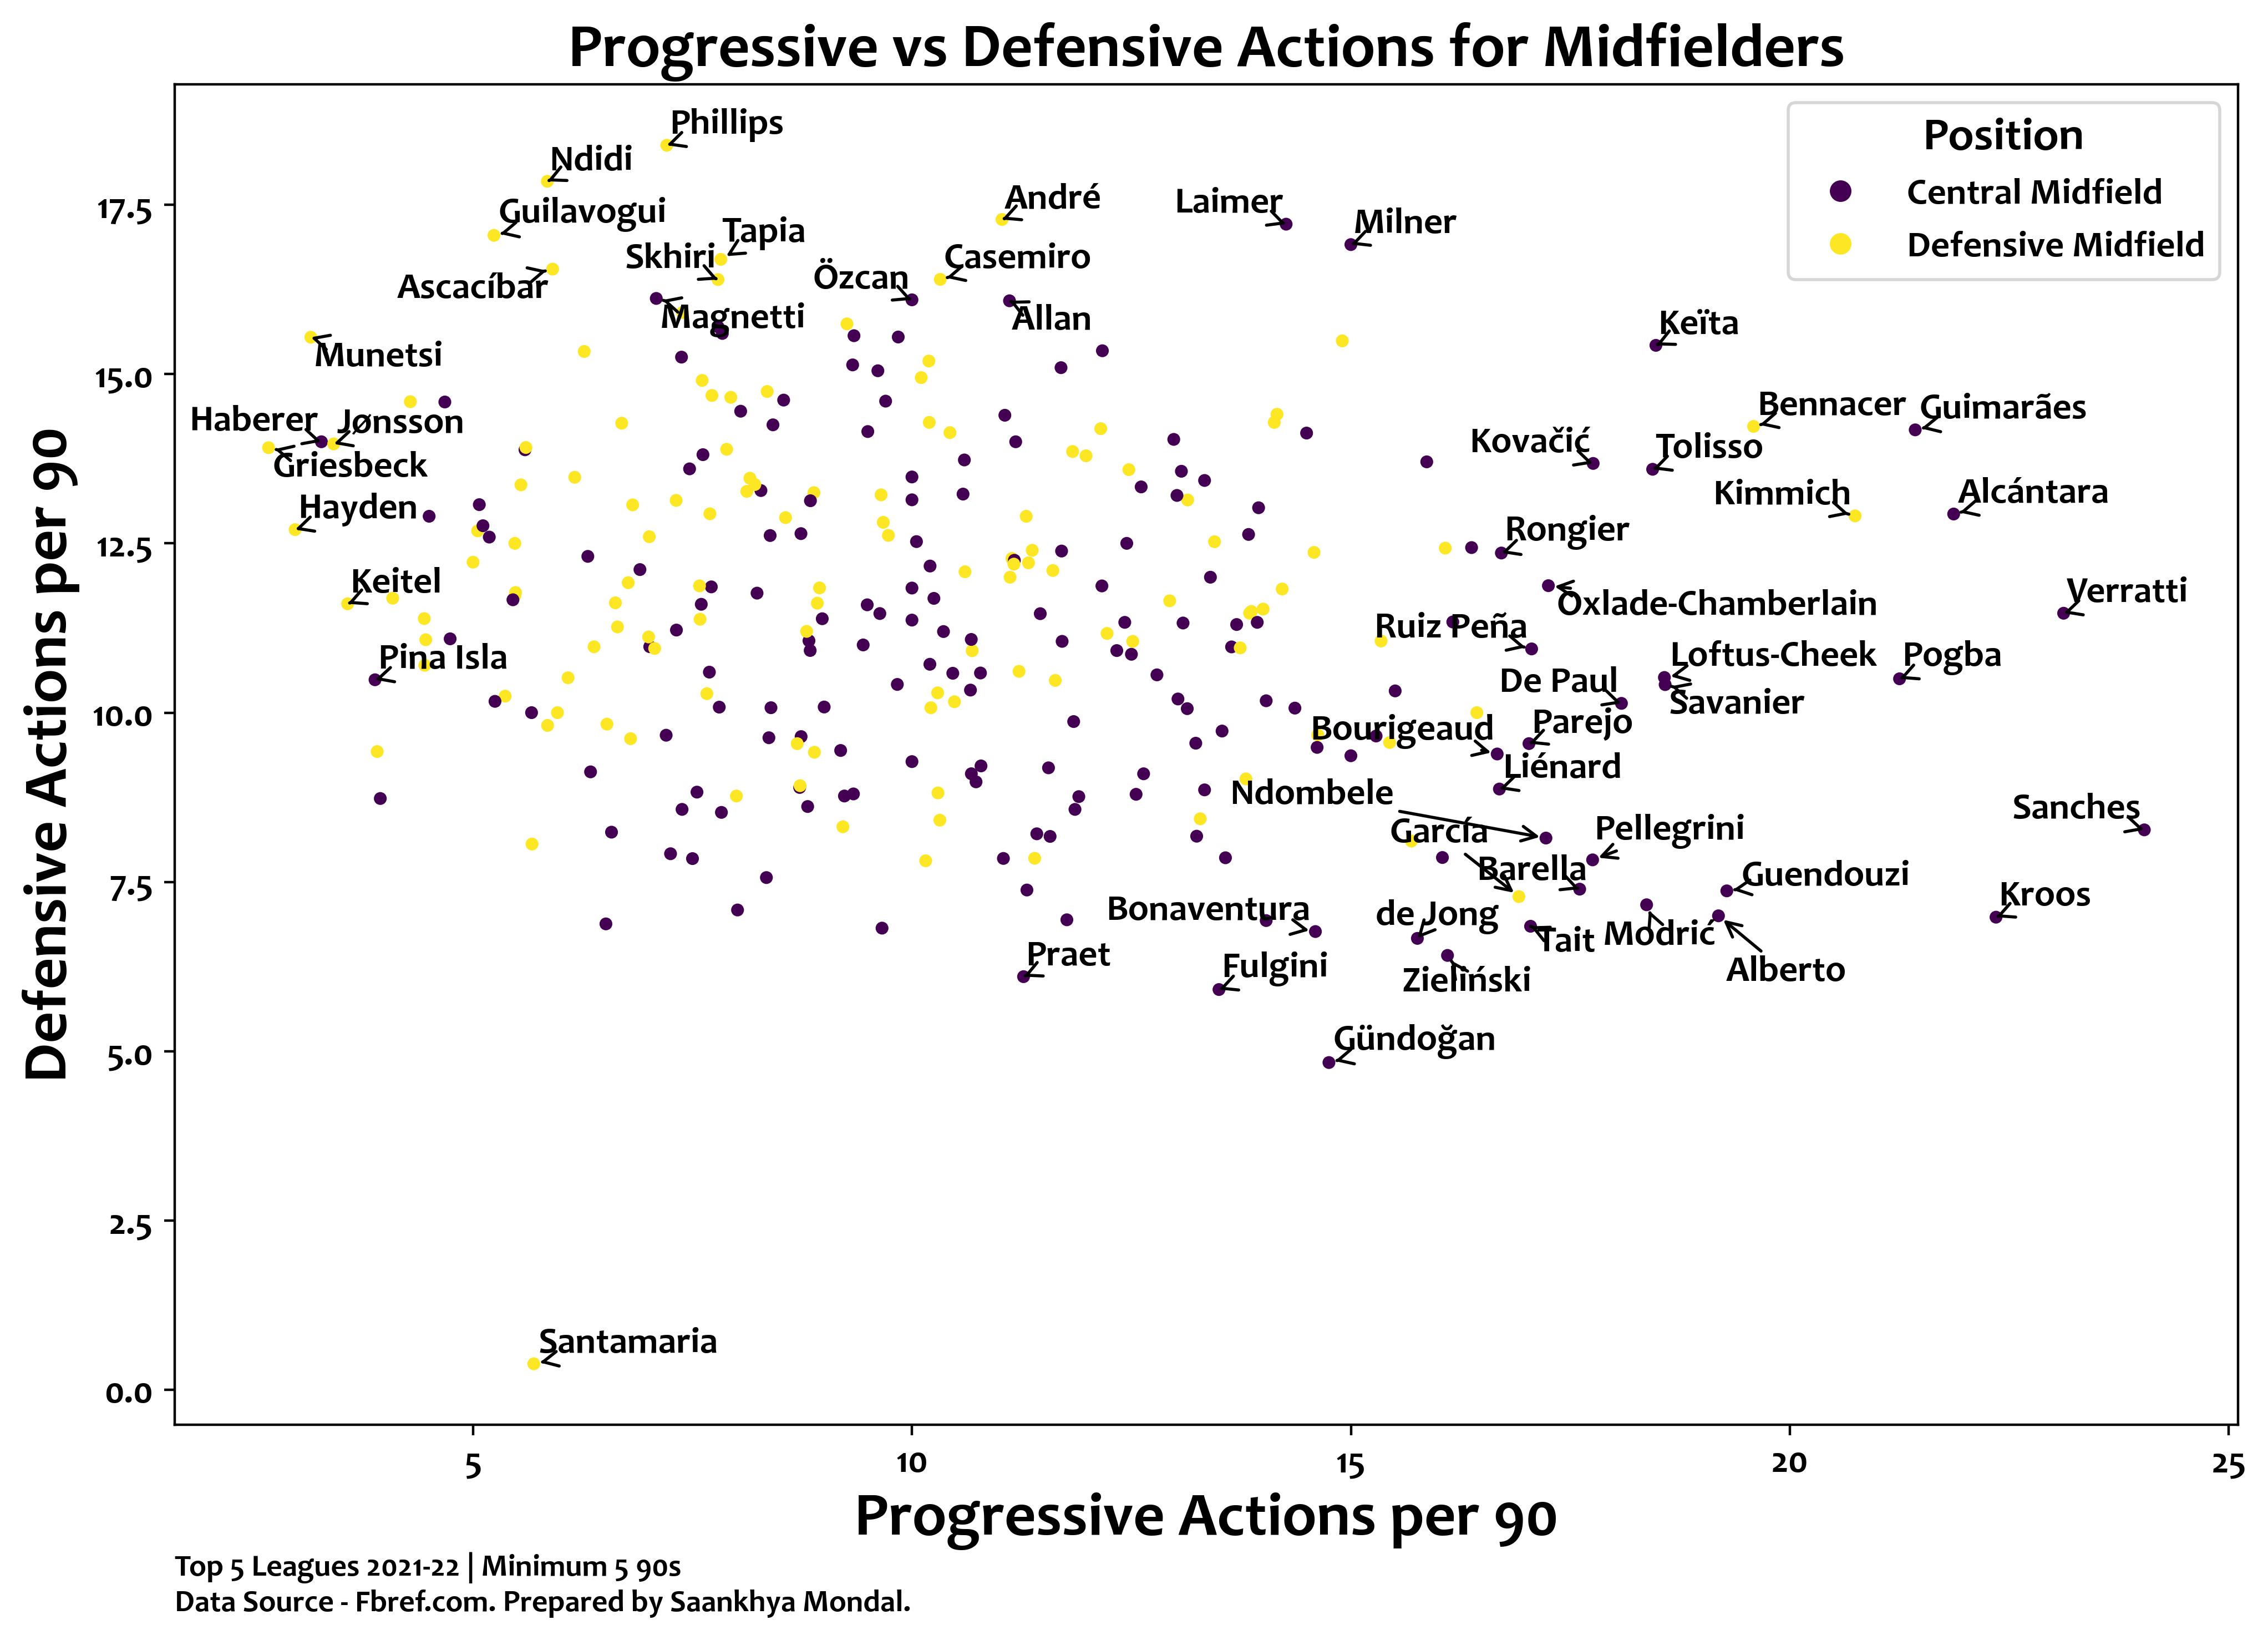 Progressive vs Defensive Actions for Midfielders
Position
Central Midfield
Defensive Midfield
Phillips
Ndidi
Guilavogui
Tapia
Skhiri
Ascacíbar
André
Laimer
Milner
Casemiro
Özcan
Magnetti
Allan
Keïta
Munetsi
Haberer
Jønsson
Griesbeck
Hayden
Bennacer
Guimarães
Kovačić
Tolisso
Kimmich
Alcántara
Rongier
Keitel
Oxlade-Chamberlain
Verratti
Ruiz Peña
Pina Isla
Loftus-Cheek
Pogba
De Paul
Savanier
Bourigeaud
Parejo
Liénard
Ndombele
Sanches
García
Pellegrini
Barella
Guendouzi
Bonaventura
de Jong
Kroos
Tait
Modrić
Praet
Fulgini
Zieliński
Alberto
Gündoğan
Santamaria
17.5
15.0
12.5
10.0
7.5
5.0
2.5
0.0
Defensive Actions per 90
5
10
15
20
25
Progressive Actions per 90
Top 5 Leagues 2021-22 | Minimum 5 90s
Data Source - Fbref.com. Prepared by Saankhya Mondal.